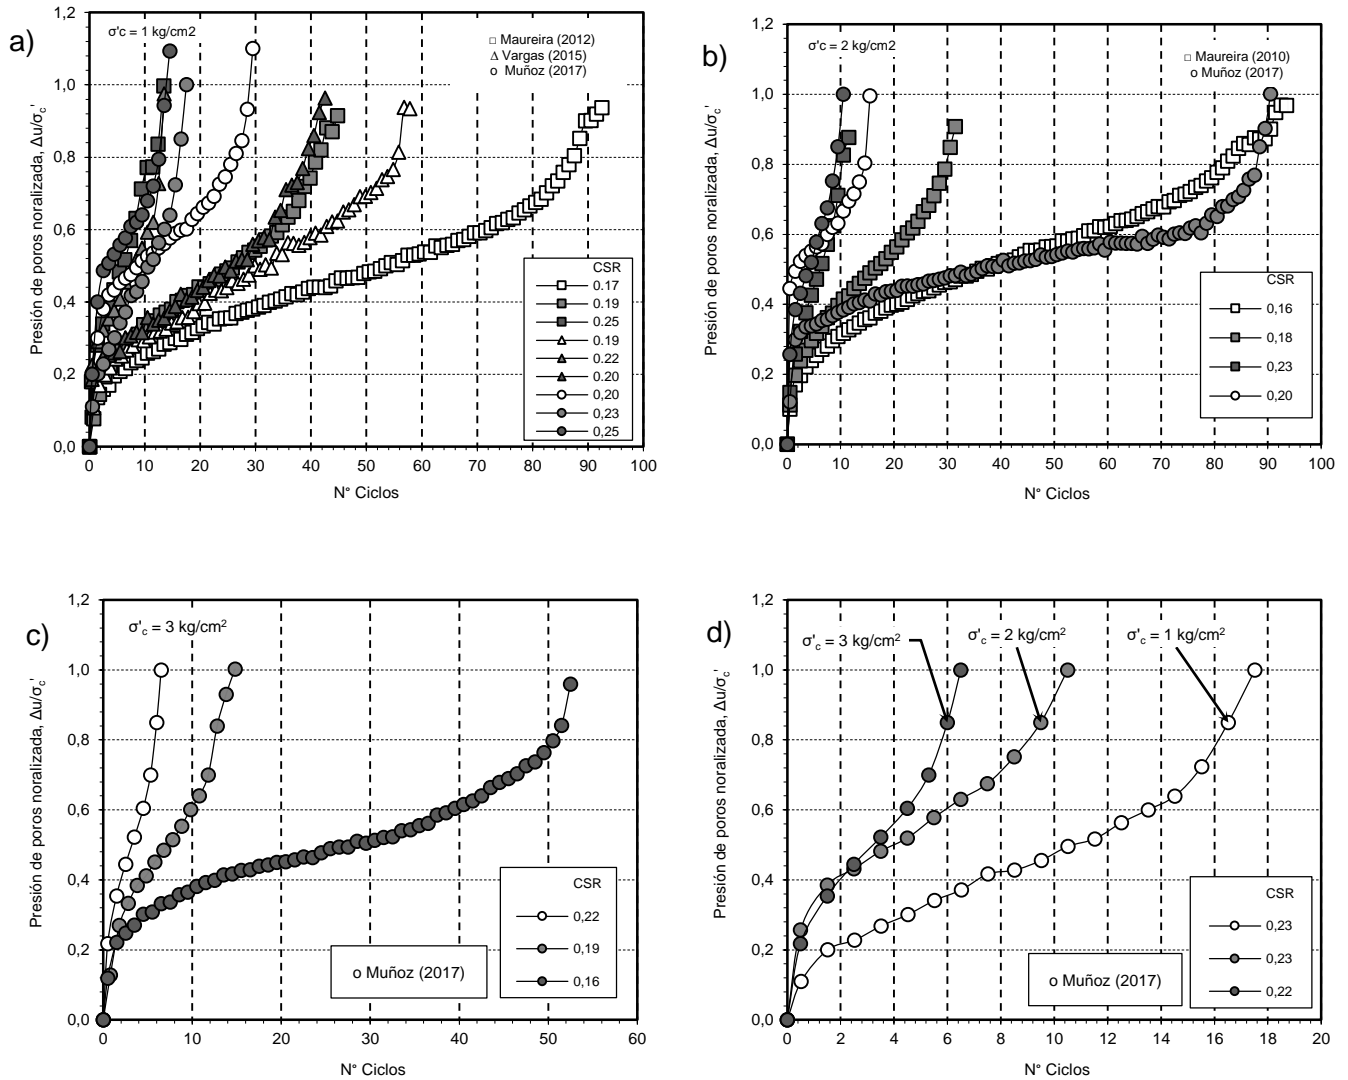 a)
σ'c = 1 kg/cm2
□ Maureira (2012)
△ Vargas (2015)
o Muñoz (2017)
Presión de poros noralizada, Δu/σc'
1,2
1,0
0,8
0,6
0,4
0,2
0,0
0 10 20 30 40 50 60 70 80 90 100
N° Ciclos
CSR
0.17
0.19
0.25
0.19
0.22
0.20
0,20
0,23
0,25
b)
σ'c = 2 kg/cm2
□ Maureira (2010)
o Muñoz (2017)
Presión de poros noralizada, Δu/σc'
1,2
1,0
0,8
0,6
0,4
0,2
0,0
0 10 20 30 40 50 60 70 80 90 100
N° Ciclos
CSR
0,16
0,18
0,23
0,20
c)
σ'c = 3 kg/cm²
Presión de poros noralizada, Δu/σc'
1,2
1,0
0,8
0,6
0,4
0,2
0,0
0 10 20 30 40 50 60
N° Ciclos
o Muñoz (2017)
CSR
0,22
0,19
0,16
d)
σ'c = 3 kg/cm²
σ'c = 2 kg/cm²
σ'c = 1 kg/cm²
Presión de poros noralizada, Δu/σc'
1,2
1,0
0,8
0,6
0,4
0,2
0,0
0 2 4 6 8 10 12 14 16 18 20
N° Ciclos
o Muñoz (2017)
CSR
0,23
0,23
0,22